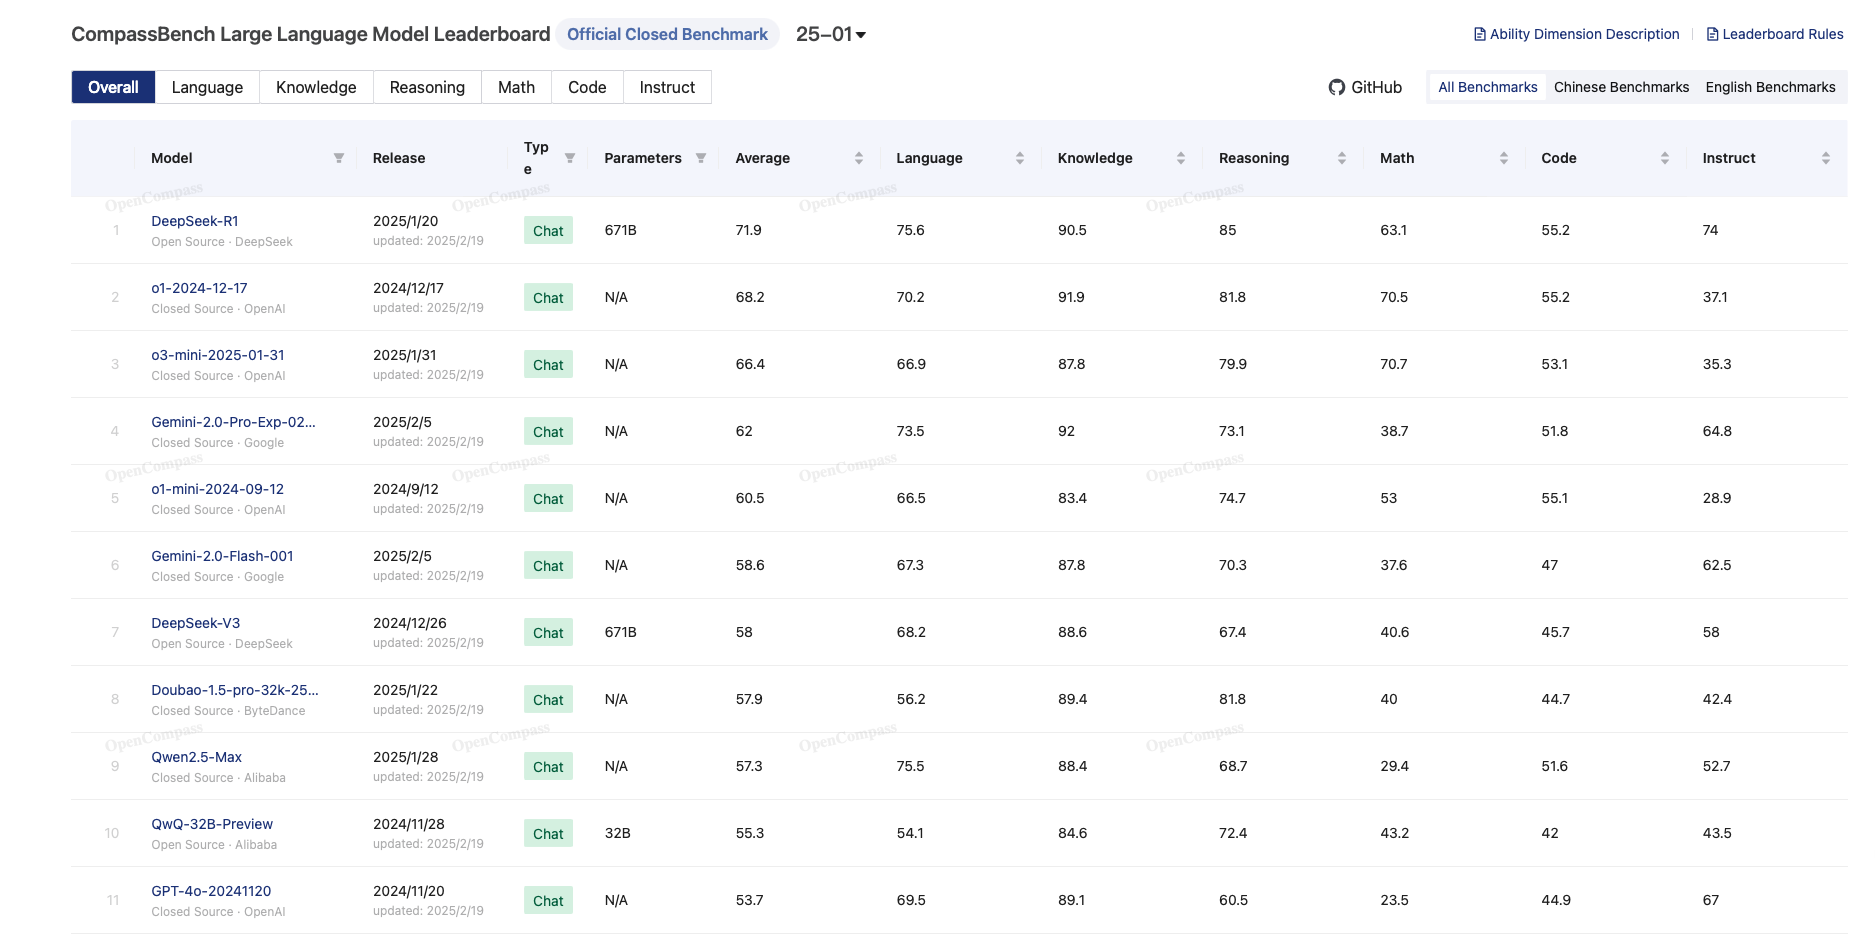 CompassBench Large Language Model Leaderboard Official Closed Benchmark 25-01
Ability Dimension Description Leaderboard Rules
Overall Language Knowledge Reasoning Math Code Instruct
GitHub All Benchmarks Chinese Benchmarks English Benchmarks
Model Release Type Parameters Average Language Knowledge Reasoning Math Code Instruct
OpenCompass OpenCompass OpenCompass OpenCompass
1 DeepSeek-R1 2025/1/20 Chat 671B 71.9 75.6 90.5 85 63.1 55.2 74
Open Source · DeepSeek updated: 2025/2/19
2 o1-2024-12-17 2024/12/17 Chat N/A 68.2 70.2 91.9 81.8 70.5 55.2 37.1
Closed Source · OpenAI updated: 2025/2/19
3 o3-mini-2025-01-31 2025/1/31 Chat N/A 66.4 66.9 87.8 79.9 70.7 53.1 35.3
Closed Source · OpenAI updated: 2025/2/19
4 Gemini-2.0-Pro-Exp-02... 2025/2/5 Chat N/A 62 73.5 92 73.1 38.7 51.8 64.8
Closed Source · Google updated: 2025/2/19
OpenCompass OpenCompass OpenCompass OpenCompass
5 o1-mini-2024-09-12 2024/9/12 Chat N/A 60.5 66.5 83.4 74.7 53 55.1 28.9
Closed Source · OpenAI updated: 2025/2/19
6 Gemini-2.0-Flash-001 2025/2/5 Chat N/A 58.6 67.3 87.8 70.3 37.6 47 62.5
Closed Source · Google updated: 2025/2/19
7 DeepSeek-V3 2024/12/26 Chat 671B 58 68.2 88.6 67.4 40.6 45.7 58
Open Source · DeepSeek updated: 2025/2/19
8 Doubao-1.5-pro-32k-25... 2025/1/22 Chat N/A 57.9 56.2 89.4 81.8 40 44.7 42.4
Closed Source · ByteDance updated: 2025/2/19
OpenCompass OpenCompass OpenCompass OpenCompass
9 Qwen2.5-Max 2025/1/28 Chat N/A 57.3 75.5 88.4 68.7 29.4 51.6 52.7
Closed Source · Alibaba updated: 2025/2/19
10 QwQ-32B-Preview 2024/11/28 Chat 32B 55.3 54.1 84.6 72.4 43.2 42 43.5
Open Source · Alibaba updated: 2025/2/19
11 GPT-4o-20241120 2024/11/20 Chat N/A 53.7 69.5 89.1 60.5 23.5 44.9 67
Closed Source · OpenAI updated: 2025/2/19